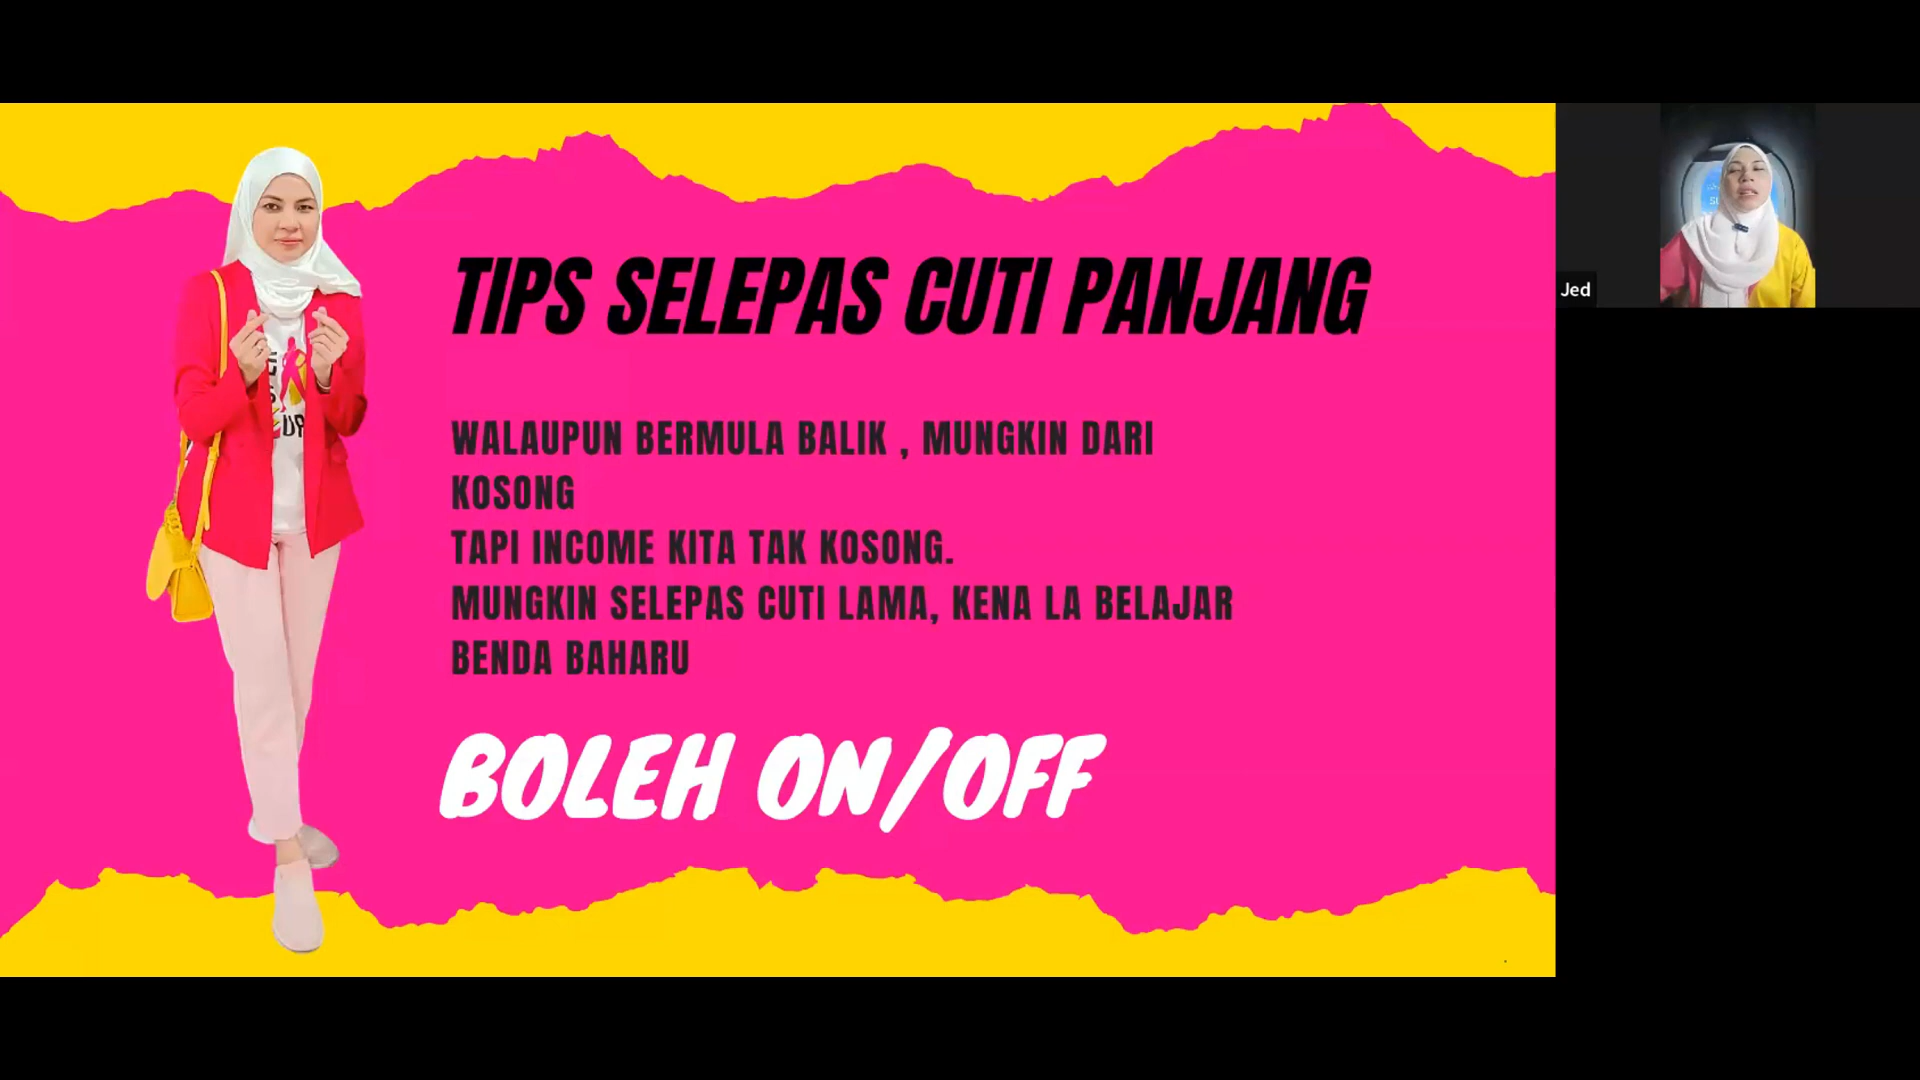 TIPS SELEPAS CUTI PANJANG
WALAUPUN BERMULA BALIK , MUNGKIN DARI
KOSONG
TAPI INCOME KITA TAK KOSONG.
MUNGKIN SELEPAS CUTI LAMA, KENA LA BELAJAR
BENDA BAHARU
BOLEH ON/OFF
Jed